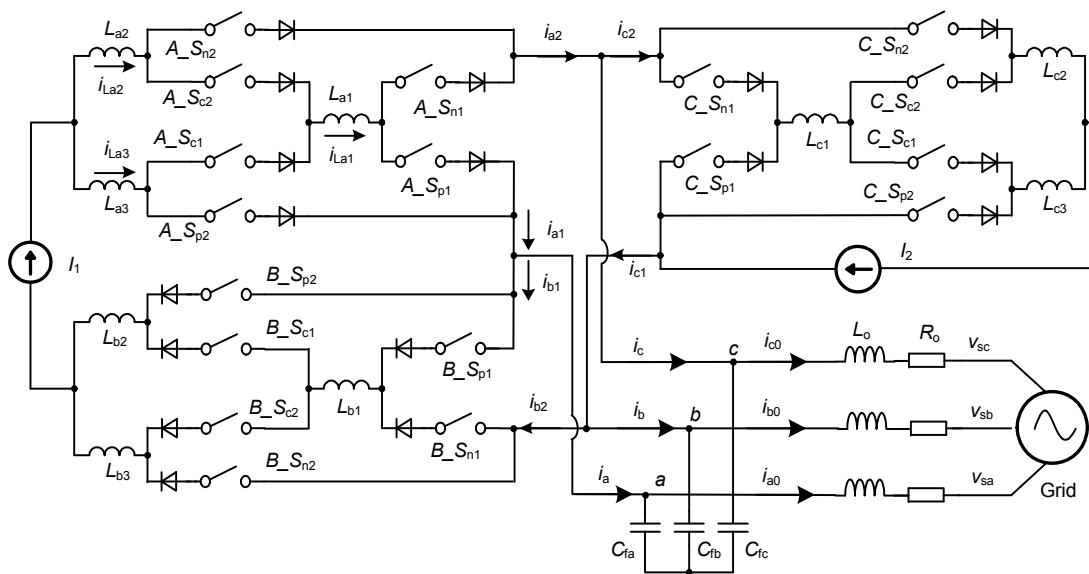 La2
A_Sn2
iLa2
A_Sc2
La1
A_Sn1
iLa1
iLa3
A_Sc1
La3
A_Sp1
A_Sp2
ia2
ic2
C_Sn2
Lc2
C_Sn1
C_Sc2
Lc1
C_Sc1
C_Sp1
C_Sp2
Lc3
I1
ia1
ib1
ic1
I2
B_Sp2
Lb2
B_Sc1
B_Sp1
Lb1
B_Sc2
Lb3
B_Sn2
B_Sn1
ib2
ic
c
ic0
Lo
Ro
vsc
ib
b
ib0
vsb
ia
a
ia0
vsa
Grid
Cfa
Cfb
Cfc